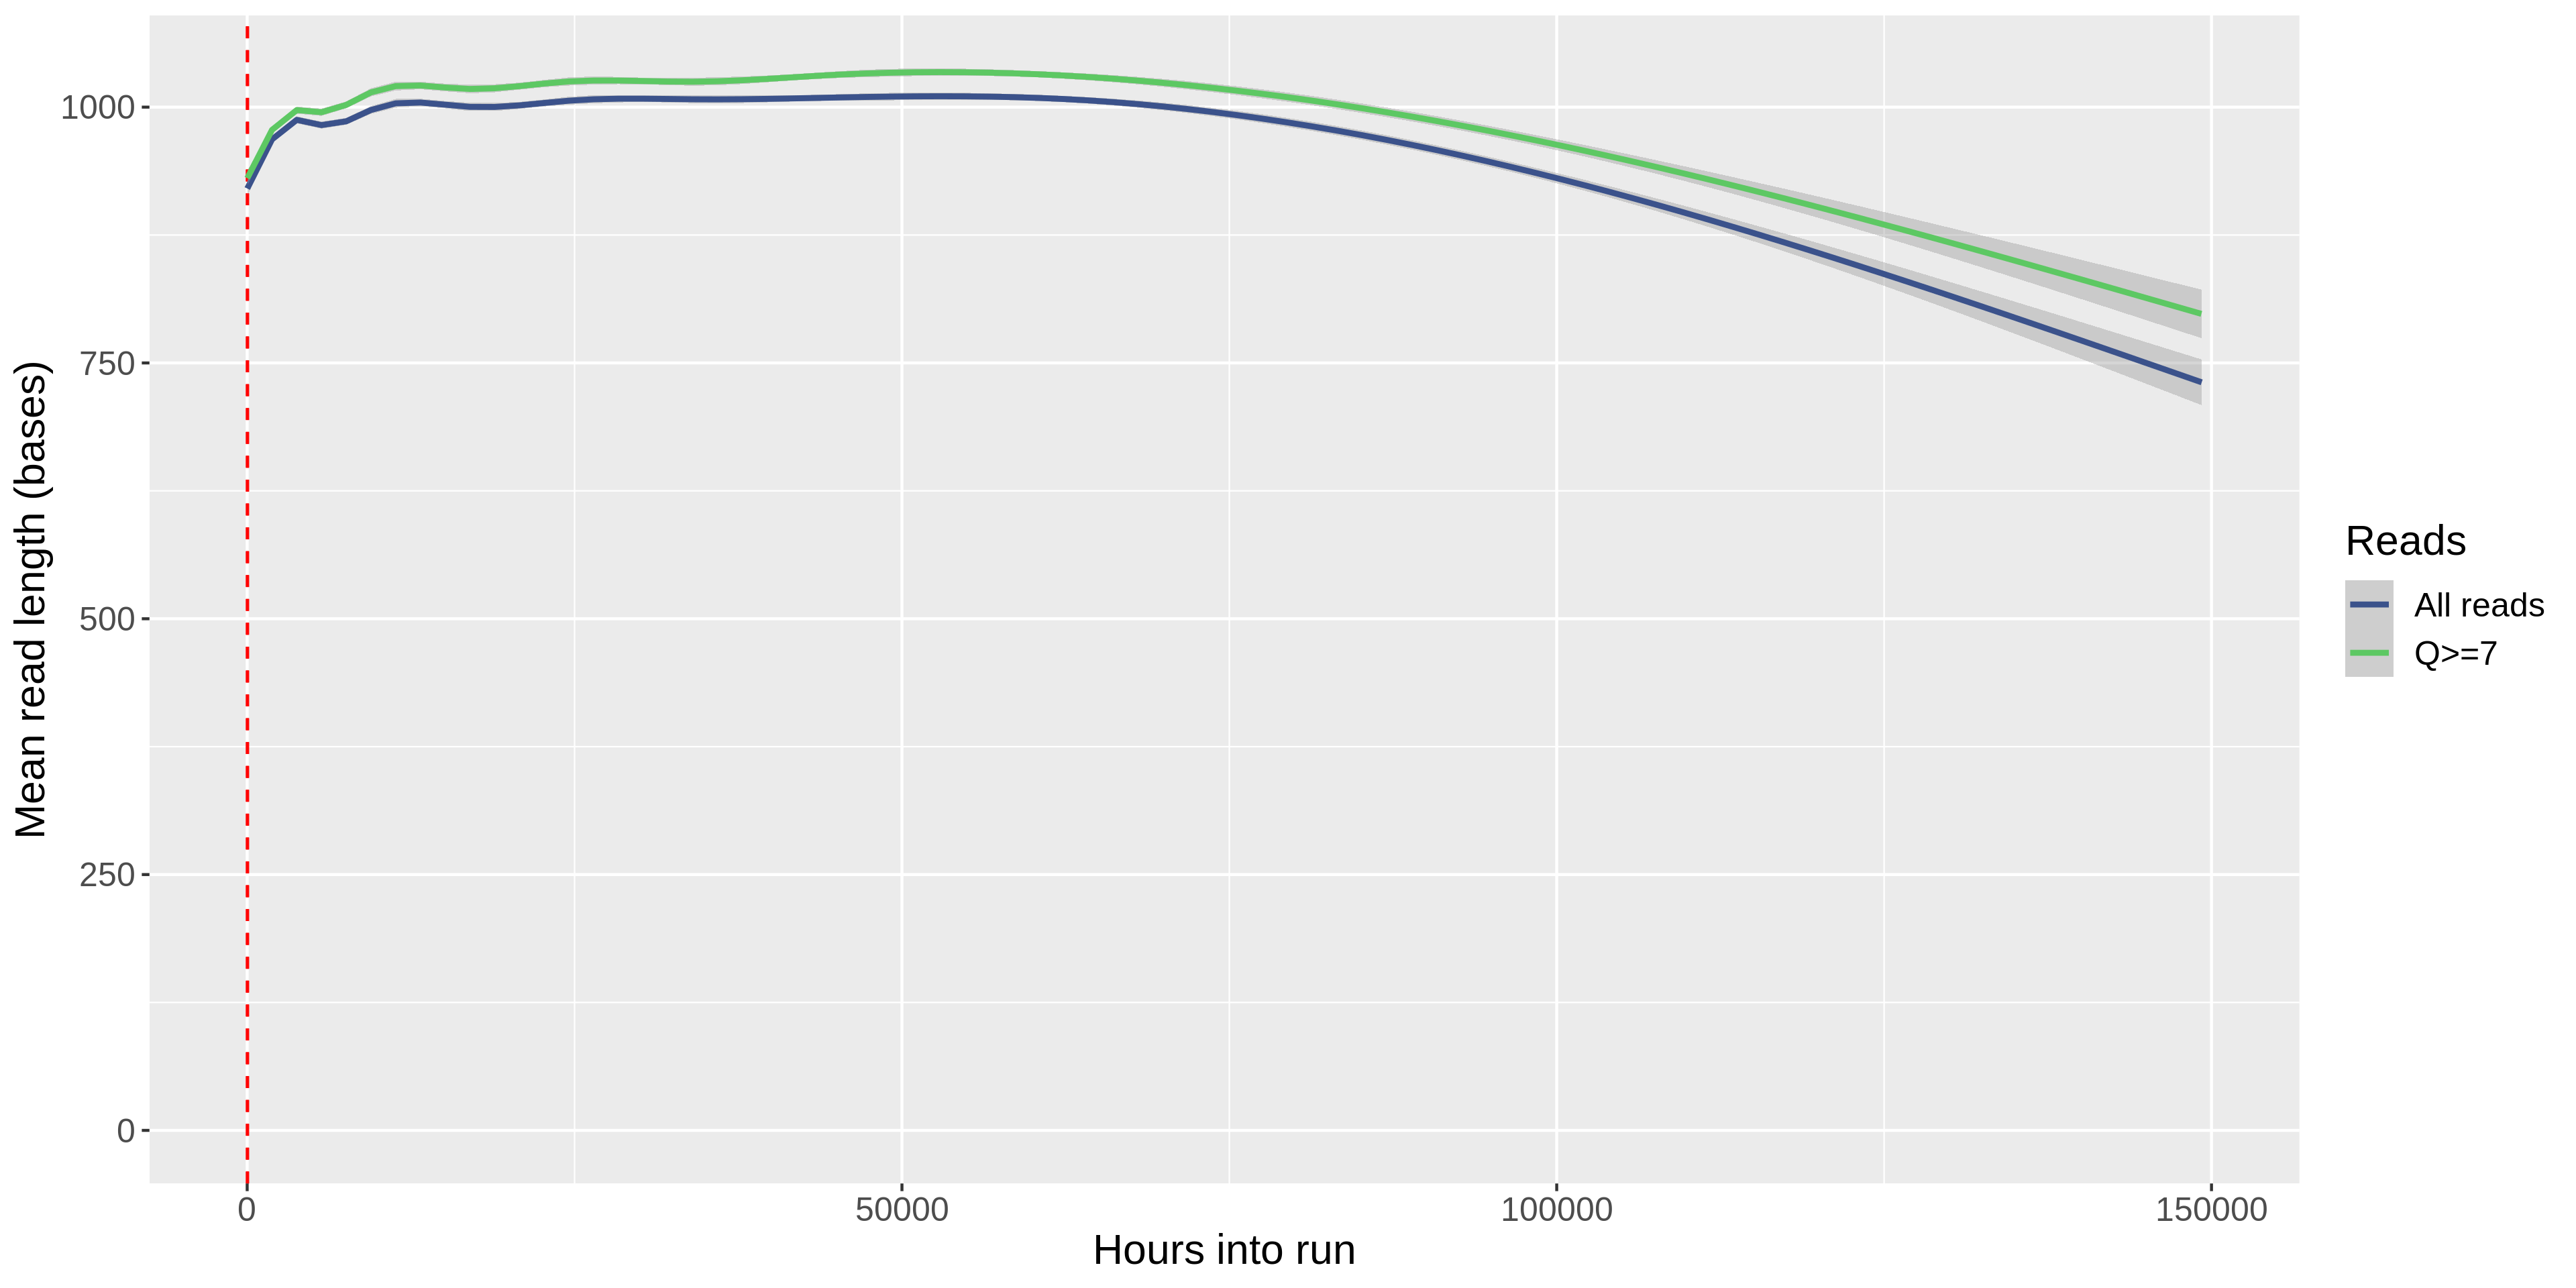 Mean read length (bases)
1000
750
500
250
0
0
50000
100000
150000
Hours into run
Reads
All reads
Q>=7